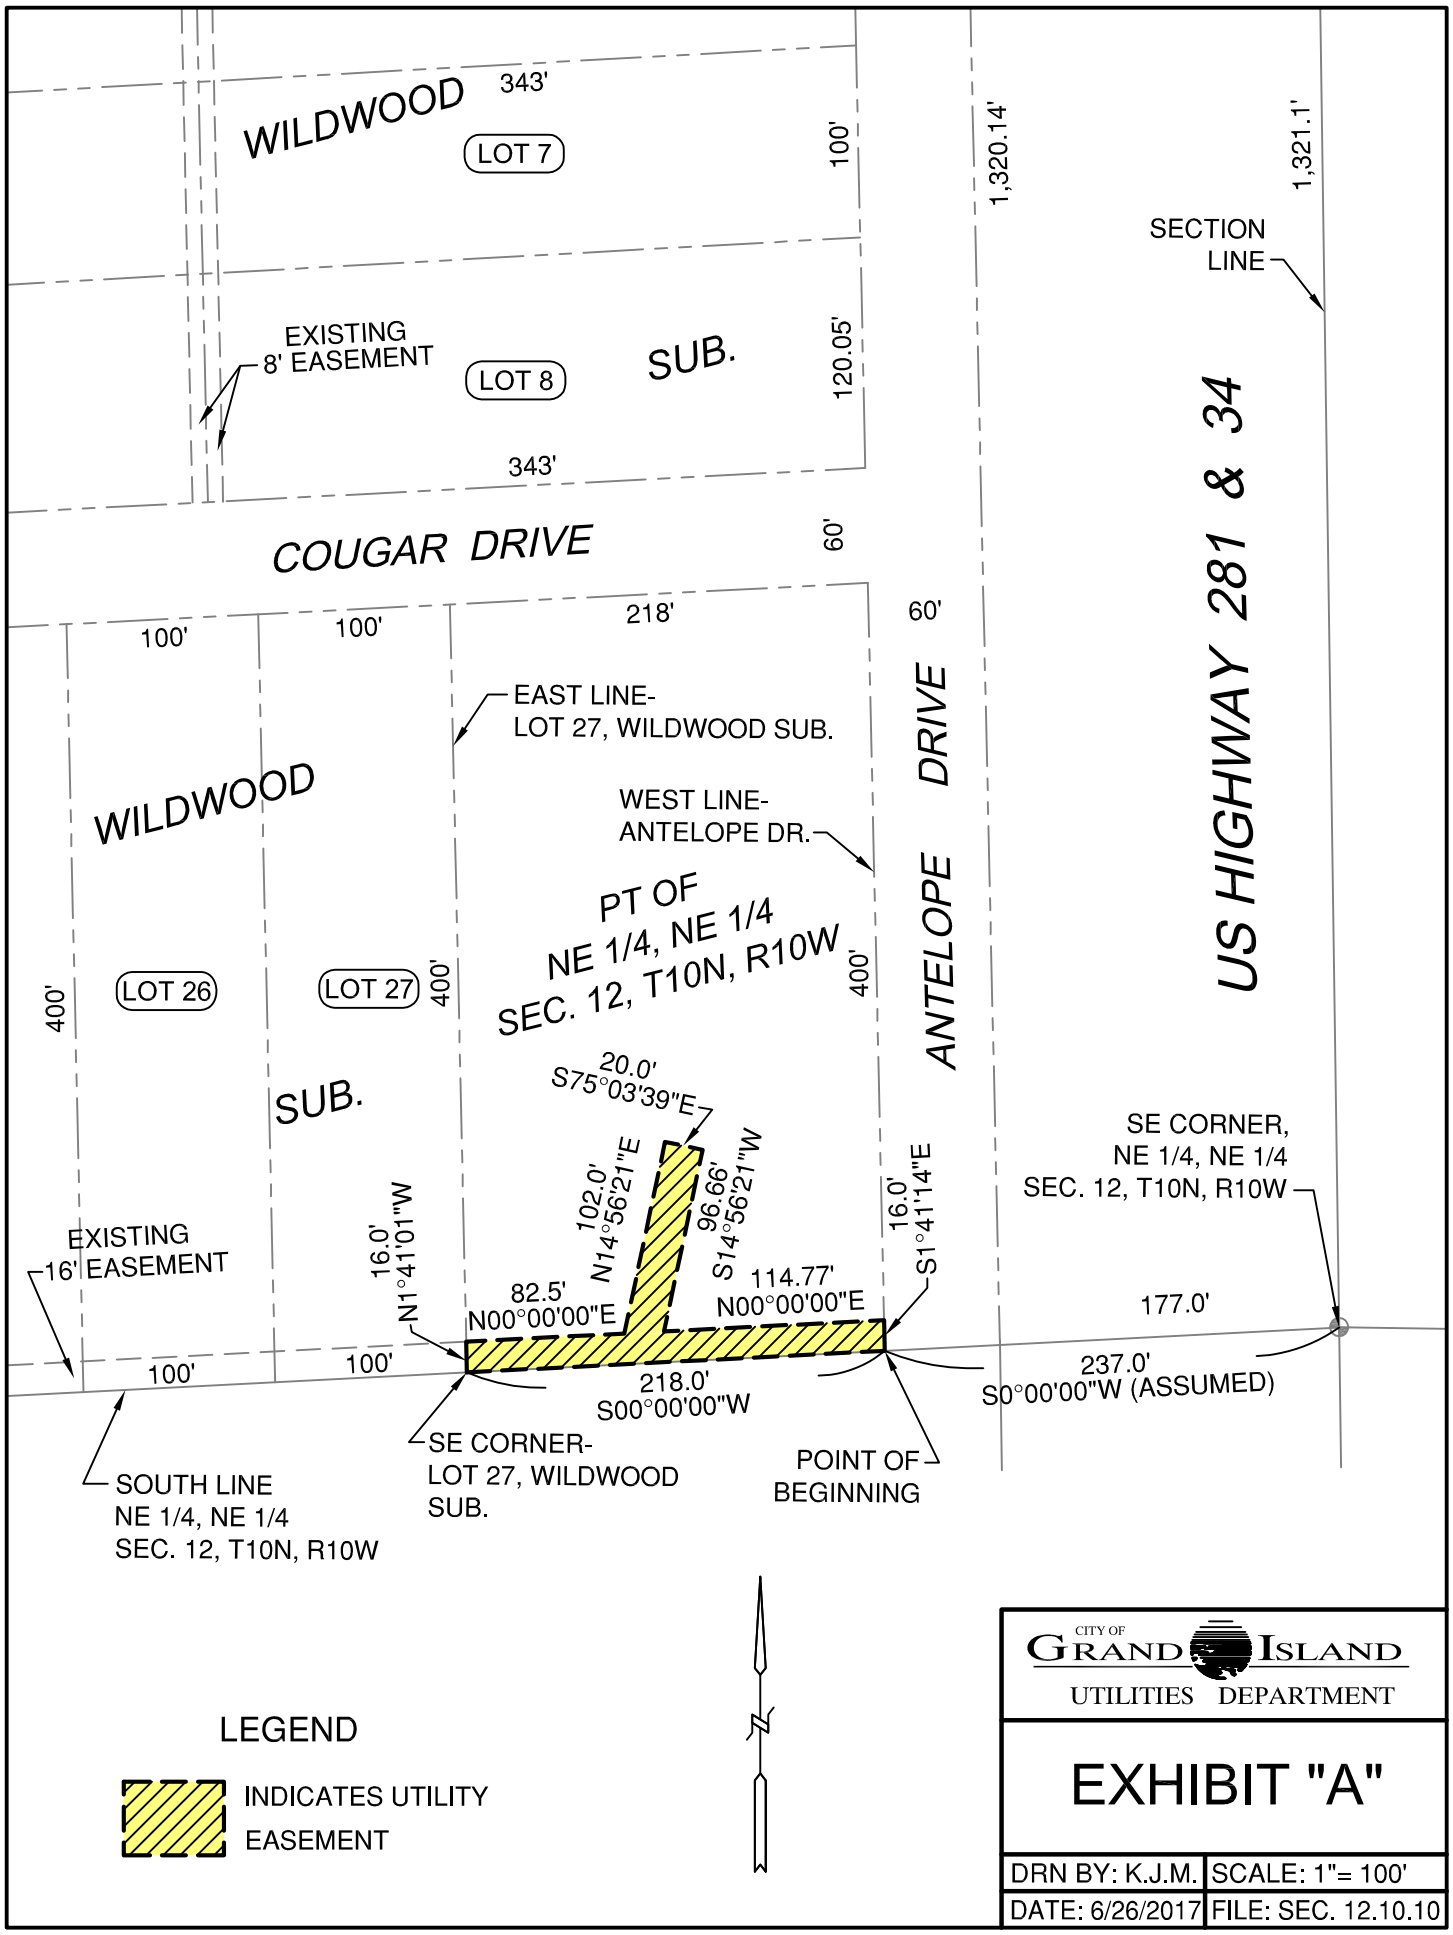 WILDWOOD
343'
LOT 7
100'
1,320.14'
1,321.1'
SECTION
LINE
EXISTING
8' EASEMENT
LOT 8
SUB.
120.05'
343'
US HIGHWAY 281 & 34
COUGAR DRIVE
60'
100'
100'
218'
60'
EAST LINE-
LOT 27, WILDWOOD SUB.
WEST LINE-
ANTELOPE DR.
ANTELOPE DRIVE
WILDWOOD
PT OF
NE 1/4, NE 1/4
SEC. 12, T10N, R10W
400'
LOT 26
LOT 27
400'
400'
SUB.
20.0'
S75°03'39"E
102.0'
N14°56'21"E
96.66'
S14°56'21"W
16.0'
S1°41'14"E
SE CORNER,
NE 1/4, NE 1/4
SEC. 12, T10N, R10W
16.0'
N1°41'01"W
EXISTING
16' EASEMENT
82.5'
N00°00'00"E
114.77'
N00°00'00"E
177.0'
100'
100'
218.0'
S00°00'00"W
237.0'
S0°00'00"W (ASSUMED)
SE CORNER-
LOT 27, WILDWOOD
SUB.
POINT OF
BEGINNING
SOUTH LINE
NE 1/4, NE 1/4
SEC. 12, T10N, R10W
LEGEND
INDICATES UTILITY
EASEMENT
CITY OF
GRAND ISLAND
UTILITIES DEPARTMENT
EXHIBIT "A"
DRN BY: K.J.M.
SCALE: 1"= 100'
DATE: 6/26/2017
FILE: SEC. 12.10.10